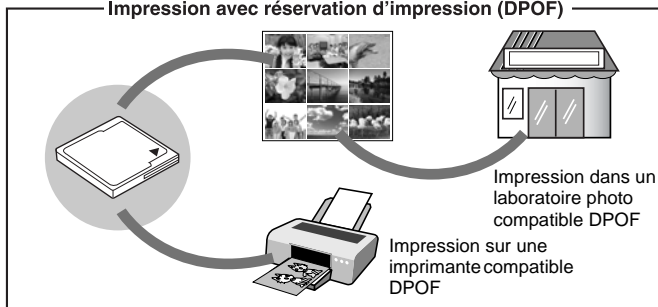 Impression avec réservation d'impression (DPOF)
Impression dans un
laboratoire photo
compatible DPOF
Impression sur une
imprimante compatible
DPOF